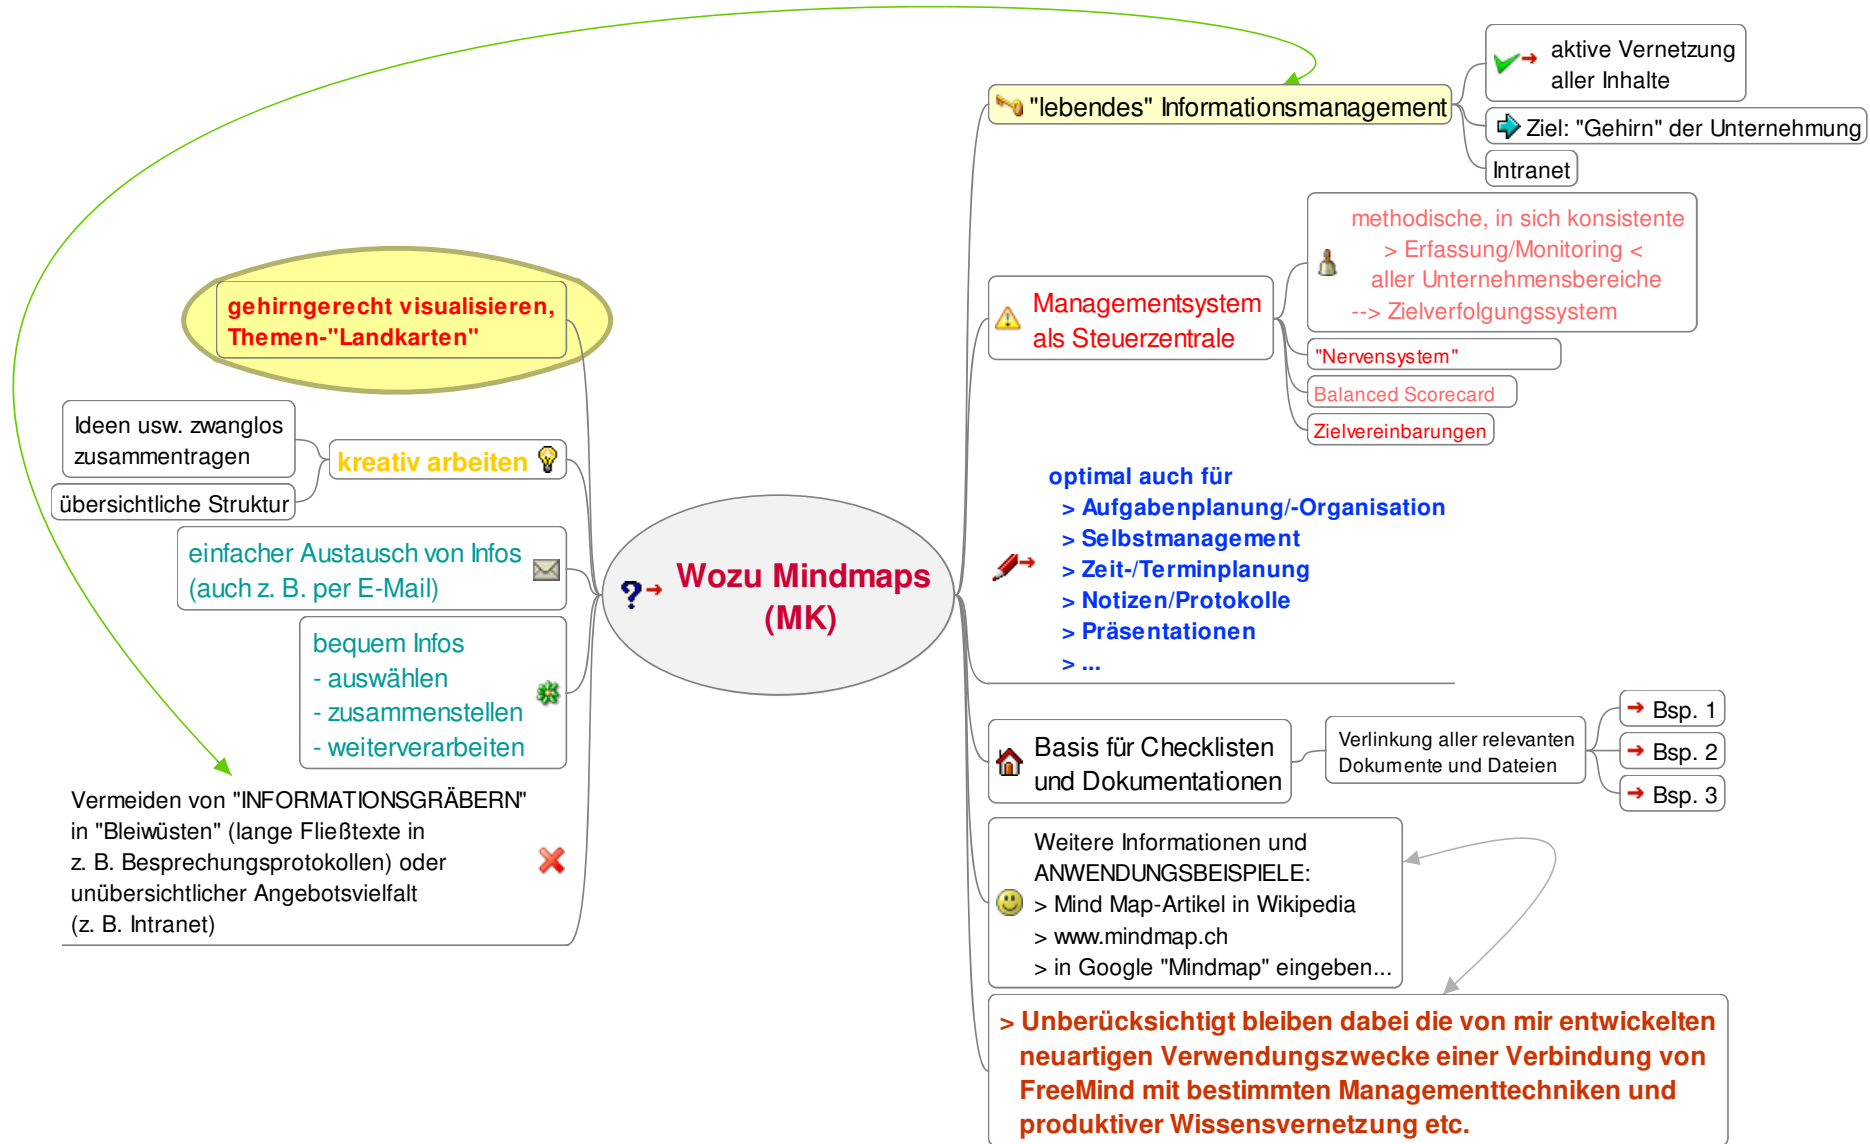 Wozu Mindmaps
(MK)
gehirngerecht visualisieren,
Themen-"Landkarten"
kreativ arbeiten
Ideen usw. zwanglos
zusammentragen
übersichtliche Struktur
einfacher Austausch von Infos
(auch z. B. per E-Mail)
bequem Infos
- auswählen
- zusammenstellen
- weiterverarbeiten
Vermeiden von "INFORMATIONSGRÄBERN"
in "Bleiwüsten" (lange Fließtexte in
z. B. Besprechungsprotokollen) oder
unübersichtlicher Angebotsvielfalt
(z. B. Intranet)
"lebendes" Informationsmanagement
aktive Vernetzung
aller Inhalte
Ziel: "Gehirn" der Unternehmung
Intranet
Managementsystem
als Steuerzentrale
methodische, in sich konsistente
> Erfassung/Monitoring <
aller Unternehmensbereiche
--> Zielverfolgungssystem
"Nervensystem"
Balanced Scorecard
Zielvereinbarungen
optimal auch für
> Aufgabenplanung/-Organisation
> Selbstmanagement
> Zeit-/Terminplanung
> Notizen/Protokolle
> Präsentationen
> ...
Basis für Checklisten
und Dokumentationen
Verlinkung aller relevanten
Dokumente und Dateien
Bsp. 1
Bsp. 2
Bsp. 3
Weitere Informationen und
ANWENDUNGSBEISPIELE:
> Mind Map-Artikel in Wikipedia
> www.mindmap.ch
> in Google "Mindmap" eingeben...
> Unberücksichtigt bleiben dabei die von mir entwickelten
neuartigen Verwendungszwecke einer Verbindung von
FreeMind mit bestimmten Managementtechniken und
produktiver Wissensvernetzung etc.